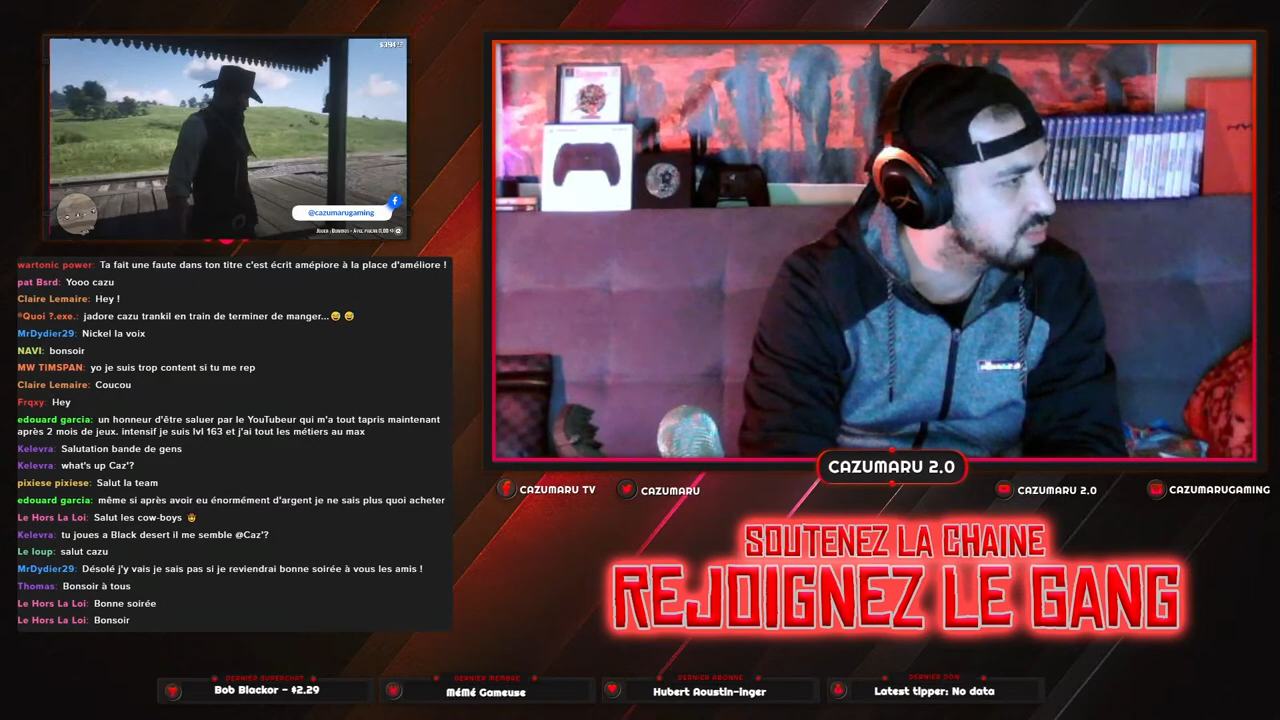 $394
@cazumarugaming
wartonic power: Ta fait une faute dans ton titre c'est écrit amépiore à la place d'améliore !
pat Bsrd: Yooo cazu
Claire Lemaire: Hey !
*Quoi ?.exe.: jadore cazu trankil en train de terminer de manger...😅 😅
MrDydier29: Nickel la voix
NAVI: bonsoir
MW TIMSPAN: yo je suis trop content si tu me rep
Claire Lemaire: Coucou
Frqxy: Hey
edouard garcia: un honneur d'être saluer par le YouTubeur qui m'a tout tapris maintenant
après 2 mois de jeux. intensif je suis lvl 163 et j'ai tout les métiers au max
Kelevra: Salutation bande de gens
Kelevra: what's up Caz'?
pixiese pixiese: Salut la team
edouard garcia: même si après avoir eu énormément d'argent je ne sais plus quoi acheter
Le Hors La Loi: Salut les cow-boys 🤠
Kelevra: tu joues a Black desert il me semble @Caz'?
Le loup: salut cazu
MrDydier29: Désolé j'y vais je sais pas si je reviendrai bonne soirée à vous les amis !
Thomas: Bonsoir à tous
Le Hors La Loi: Bonne soirée
Le Hors La Loi: Bonsoir
CAZUMARU 2.0
CAZUMARU TV
CAZUMARU
CAZUMARU 2.0
CAZUMARUGAMING
SOUTENEZ LA CHAINE
REJOIGNEZ LE GANG
DERNIER SUPERCHAT
Bob Blackor - $2.29
DERNIER MEMBRE
MéMé Gameuse
DERNIER ABONNE
Hubert Aoustin-inger
DERNIER DON
Latest tipper: No data